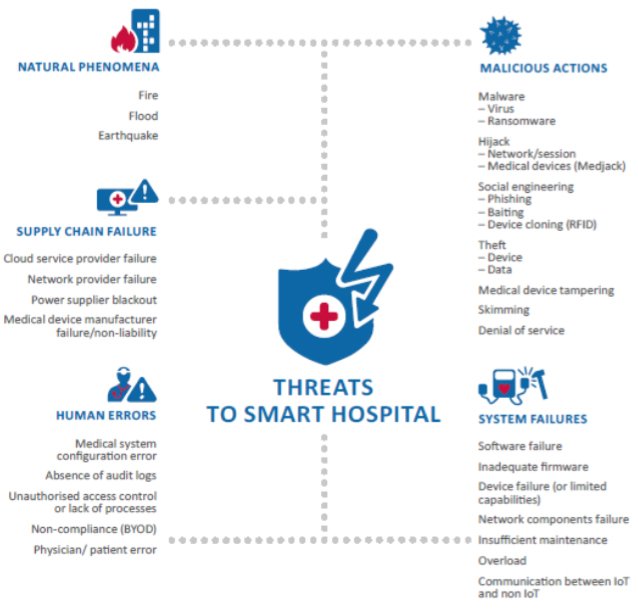 NATURAL PHENOMENA
Fire
Flood
Earthquake
SUPPLY CHAIN FAILURE
Cloud service provider failure
Network provider failure
Power supplier blackout
Medical device manufacturer
failure/non-liability
HUMAN ERRORS
Medical system
configuration error
Absence of audit logs
Unauthorised access control
or lack of processes
Non-compliance (BYOD)
Physician/ patient error
THREATS
TO SMART HOSPITAL
MALICIOUS ACTIONS
Malware
– Virus
– Ransomware
Hijack
– Network/session
– Medical devices (Medjack)
Social engineering
– Phishing
– Baiting
– Device cloning (RFID)
Theft
– Device
– Data
Medical device tampering
Skimming
Denial of service
SYSTEM FAILURES
Software failure
Inadequate firmware
Device failure (or limited
capabilities)
Network components failure
Insufficient maintenance
Overload
Communication between IoT
and non IoT